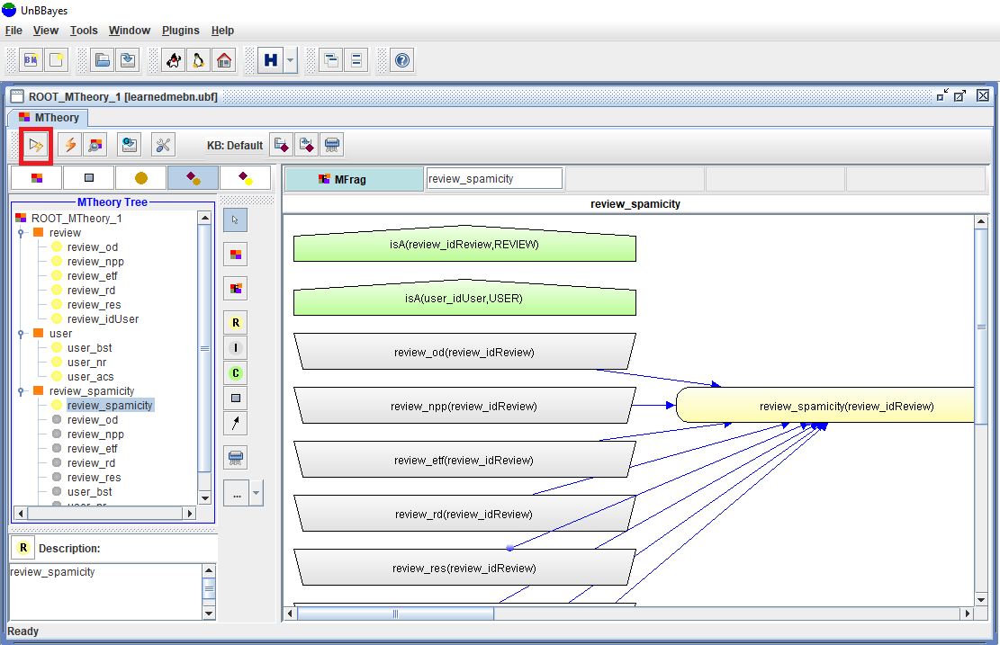 UnBBayes
File View Tools Window Plugins Help
BN
H
?
ROOT_MTheory_1 [learnedmebn.ubf]
MTheory
KB: Default
MFrag
review_spamicity
MTheory Tree
ROOT_MTheory_1
review
review_od
review_npp
review_etf
review_rd
review_res
review_idUser
user
user_bst
user_nr
user_acs
review_spamicity
review_spamicity
review_od
review_npp
review_etf
review_rd
review_res
user_bst
user_nr
R
I
C
...
R Description:
review_spamicity
review_spamicity
isA(review_idReview,REVIEW)
isA(user_idUser,USER)
review_od(review_idReview)
review_npp(review_idReview)
review_spamicity(review_idReview)
review_etf(review_idReview)
review_rd(review_idReview)
review_res(review_idReview)
Ready